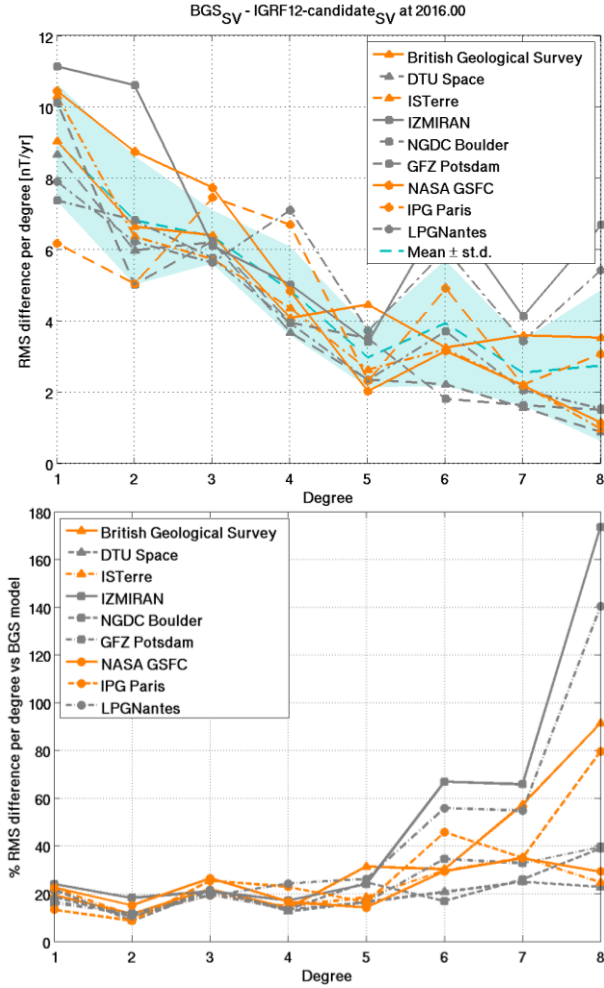 BGS_SV - IGRF12-candidate_SV at 2016.00
RMS difference per degree [nT/yr]
12
10
8
6
4
2
0
British Geological Survey
DTU Space
ISTerre
IZMIRAN
NGDC Boulder
GFZ Potsdam
NASA GSFC
IPG Paris
LPGNantes
Mean ± st.d.
1 2 3 4 5 6 7 8
Degree
% RMS difference per degree vs BGS model
180
160
140
120
100
80
60
40
20
0
British Geological Survey
DTU Space
ISTerre
IZMIRAN
NGDC Boulder
GFZ Potsdam
NASA GSFC
IPG Paris
LPGNantes
1 2 3 4 5 6 7 8
Degree